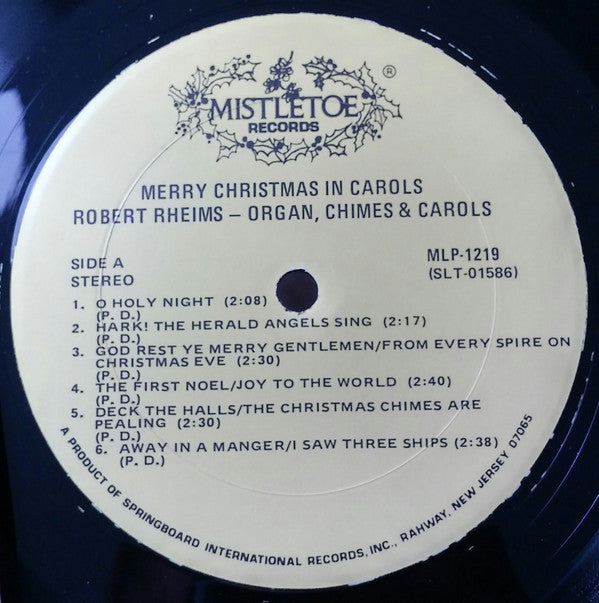 ®
MISTLETOE
RECORDS
MERRY CHRISTMAS IN CAROLS
ROBERT RHEIMS – ORGAN, CHIMES & CAROLS
SIDE A
STEREO
MLP-1219
(SLT-01586)
1. O HOLY NIGHT (2:08)
(P. D.)
2. HARK! THE HERALD ANGELS SING (2:17)
(P. D.)
3. GOD REST YE MERRY GENTLEMEN/FROM EVERY SPIRE ON
CHRISTMAS EVE (2:30)
(P. D.)
4. THE FIRST NOEL/JOY TO THE WORLD (2:40)
(P. D.)
5. DECK THE HALLS/THE CHRISTMAS CHIMES ARE
PEALING (2:30)
(P. D.)
6. AWAY IN A MANGER/I SAW THREE SHIPS (2:38)
(P. D.)
A PRODUCT OF SPRINGBOARD INTERNATIONAL RECORDS, INC., RAHWAY, NEW JERSEY 07065